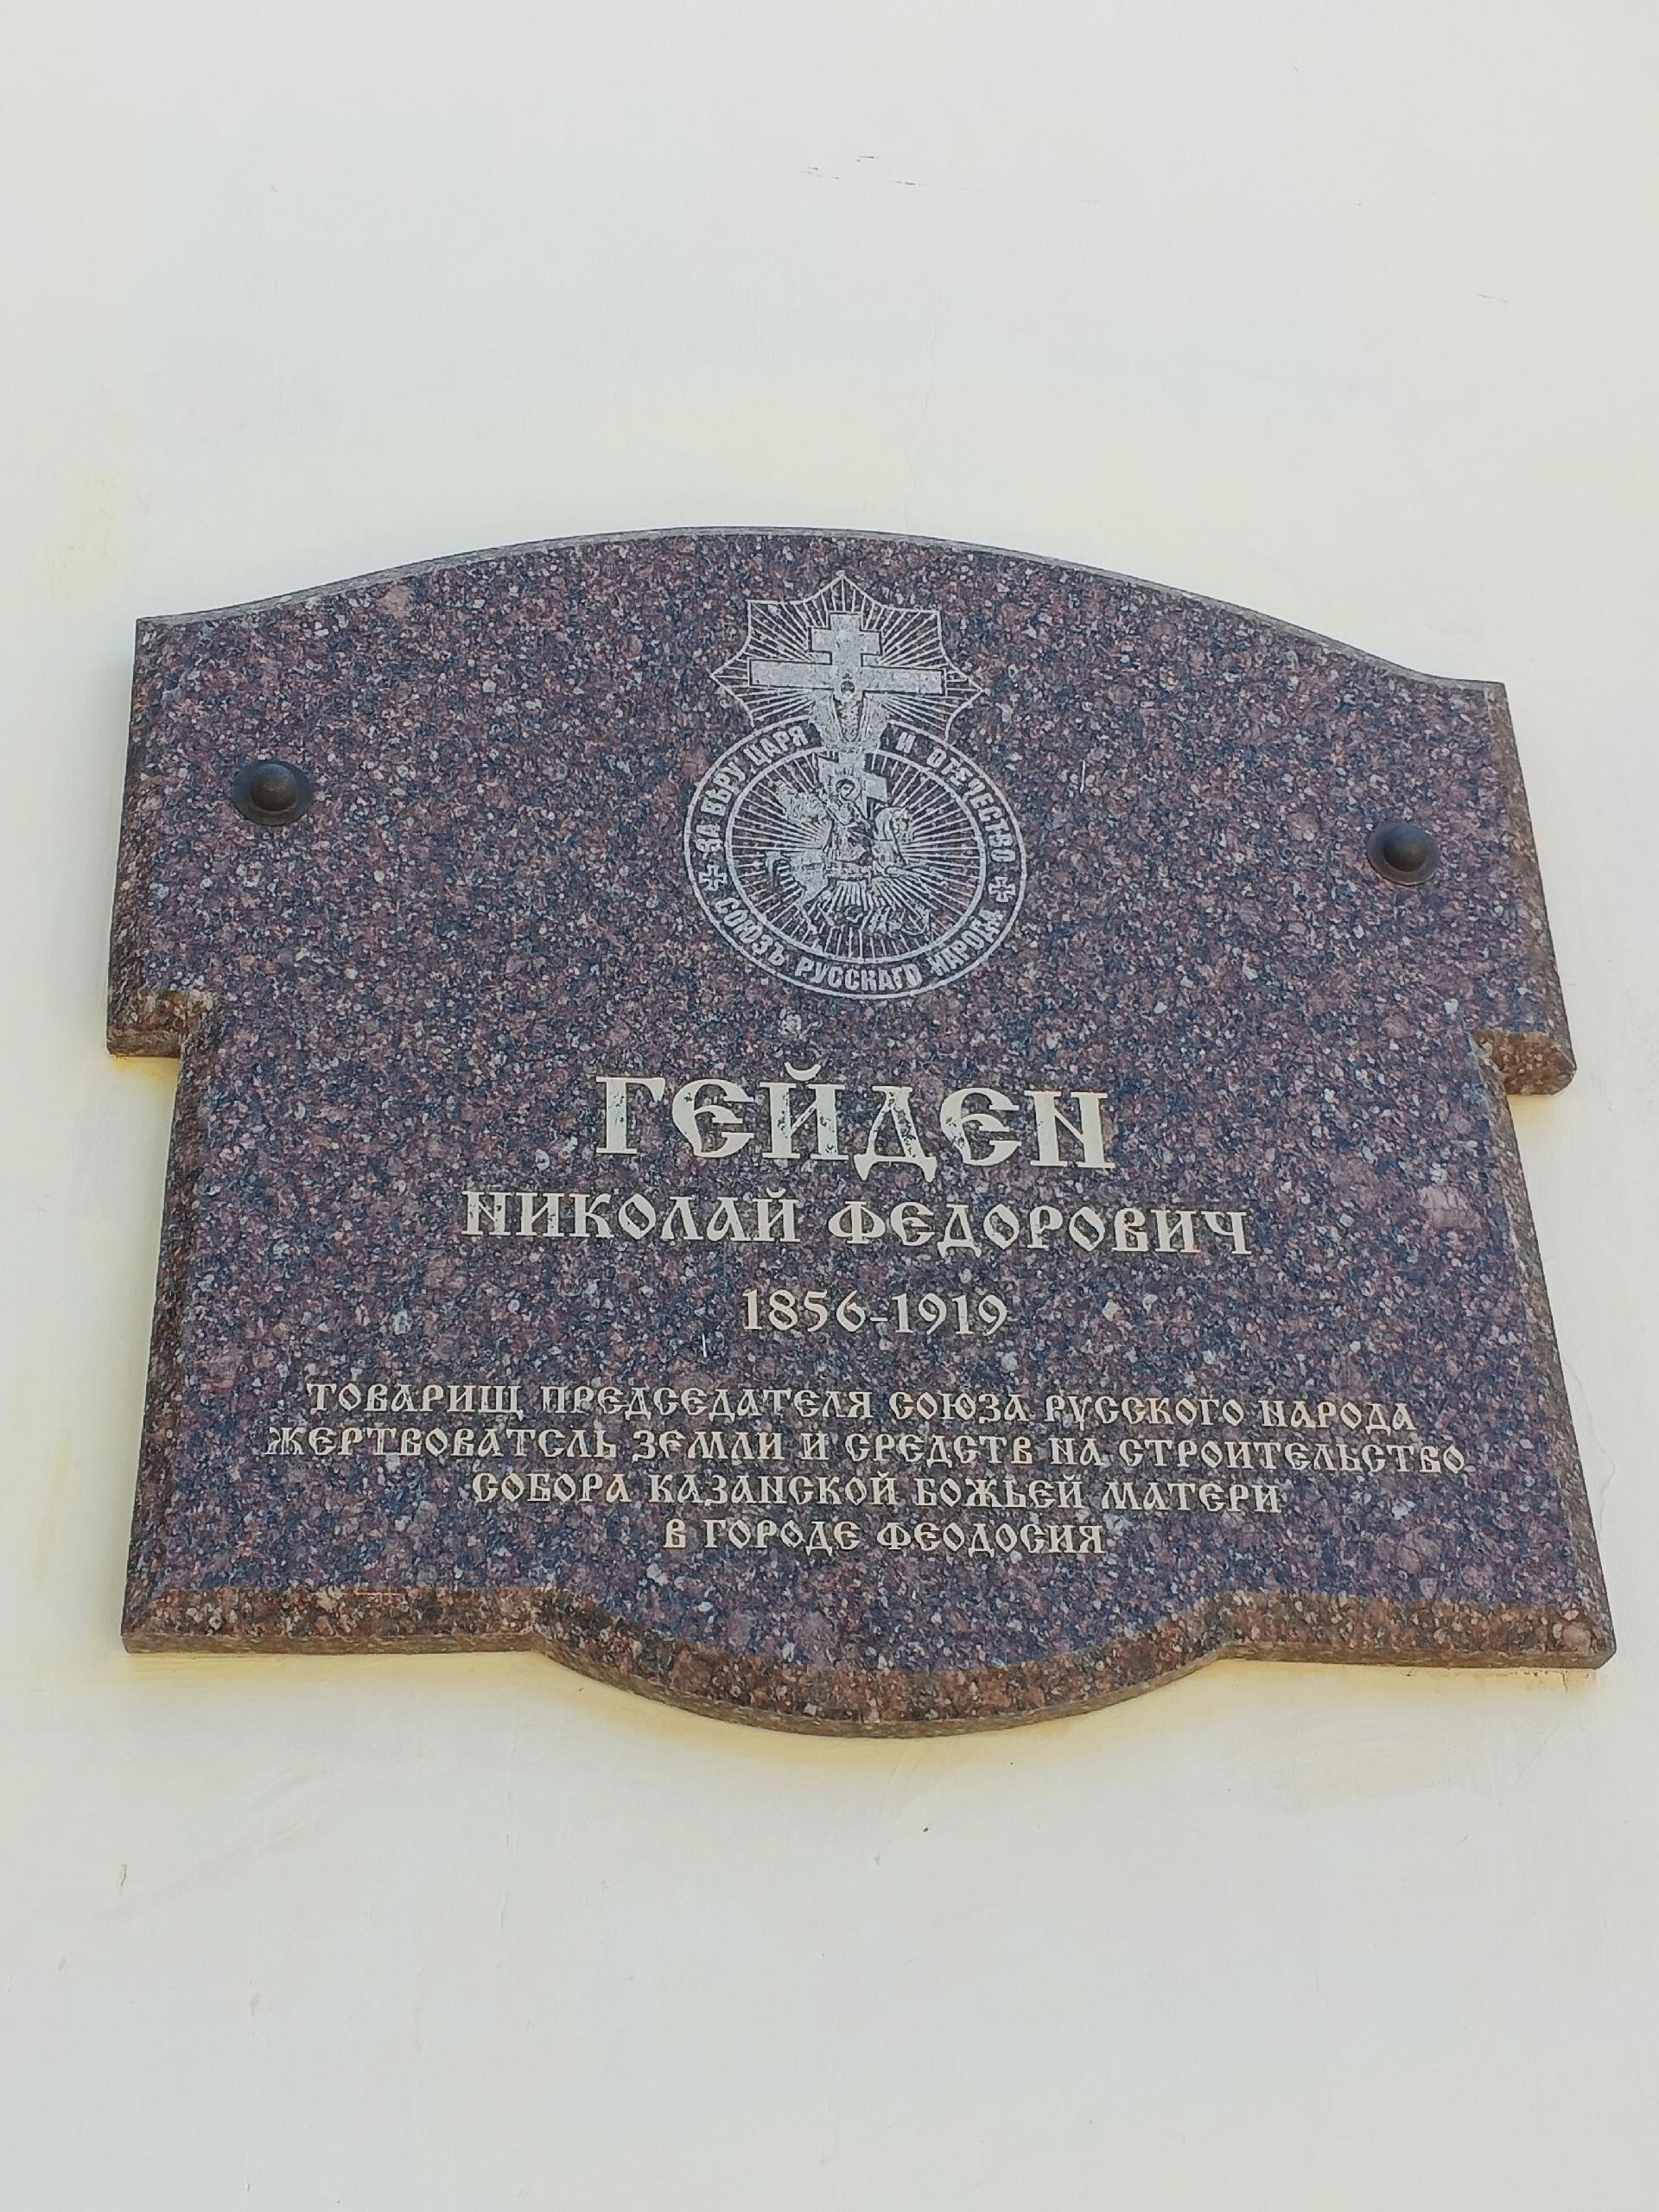 ЗА ВѢРУ ЦАРЯ И ОТЕЧЕСТВО
СОЮЗЪ РУССКАГО НАРОДА
ГЕЙДЕН
НИКОЛАЙ ФЕДОРОВИЧ
1856-1919
ТОВАРИЩ ПРЕДСЕДАТЕЛЯ СОЮЗА РУССКОГО НАРОДА
ЖЕРТВОВАТЕЛЬ ЗЕМЛИ И СРЕДСТВ НА СТРОИТЕЛЬСТВО
СОБОРА КАЗАНСКОЙ БОЖЬЕЙ МАТЕРИ
В ГОРОДЕ ФЕОДОСИЯ